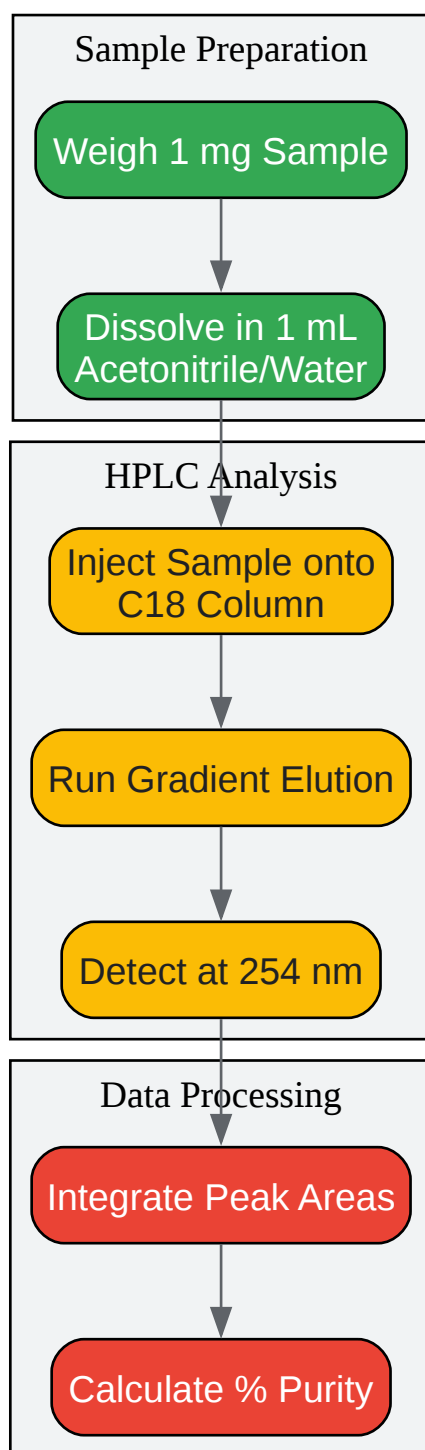 Sample Preparation
Weigh 1 mg Sample
Dissolve in 1 mL
Acetonitrile/Water
HPLC Analysis
Inject Sample onto
C18 Column
Run Gradient Elution
Detect at 254 nm
Data Processing
Integrate Peak Areas
Calculate % Purity